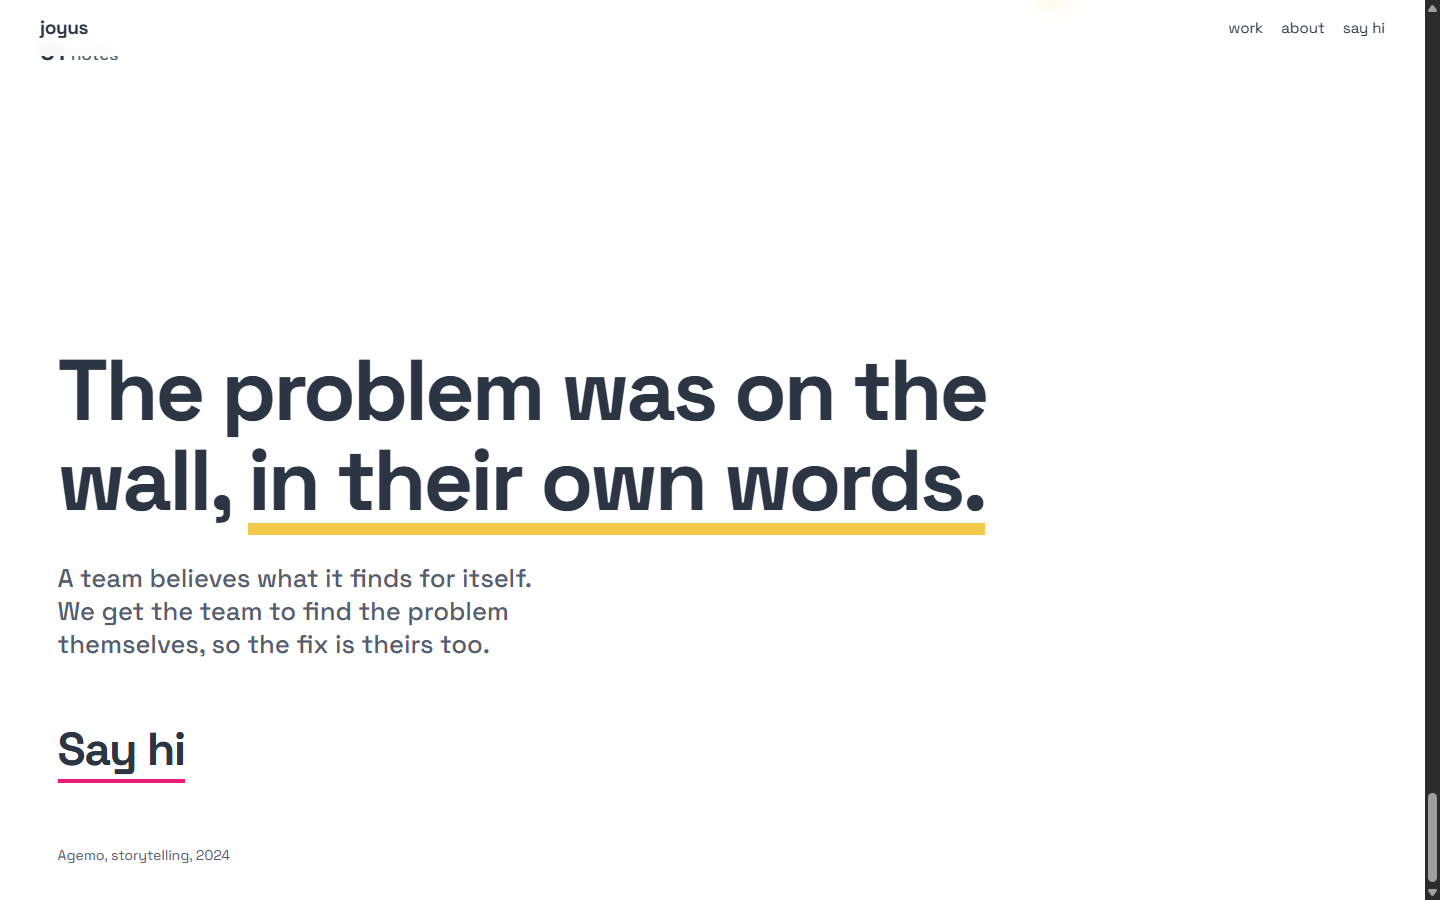 joyus
work about say hi
notes
The problem was on the
wall, in their own words.
A team believes what it finds for itself.
We get the team to find the problem
themselves, so the fix is theirs too.
Say hi
Agemo, storytelling, 2024